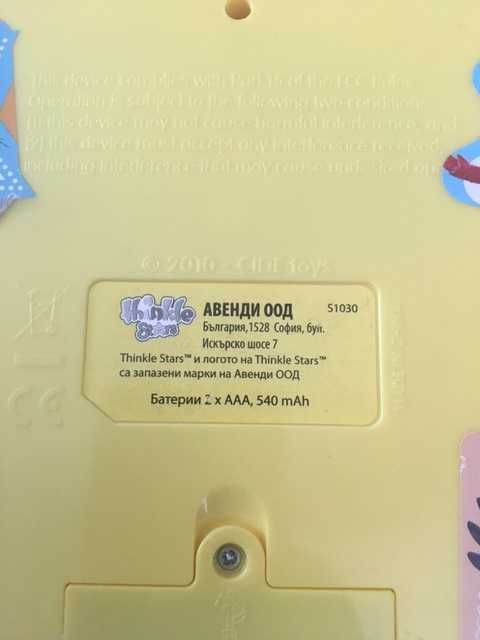 This device complies with Part 15 of the FCC Rules
Operation is subject to the following two conditions
(1) this device may not cause harmful interference, and
(2) this device must accept any interference received,
including interference that may cause undesired op
© 2010 - CIDE toys
Thinkle
Stars
АВЕНДИ ООД
S1030
България,1528 София, бул.
Искърско шосе 7
Thinkle Stars™ и логото на Thinkle Stars™
са запазени марки на Авенди ООД
Батерии 2 x AAA, 540 mAh